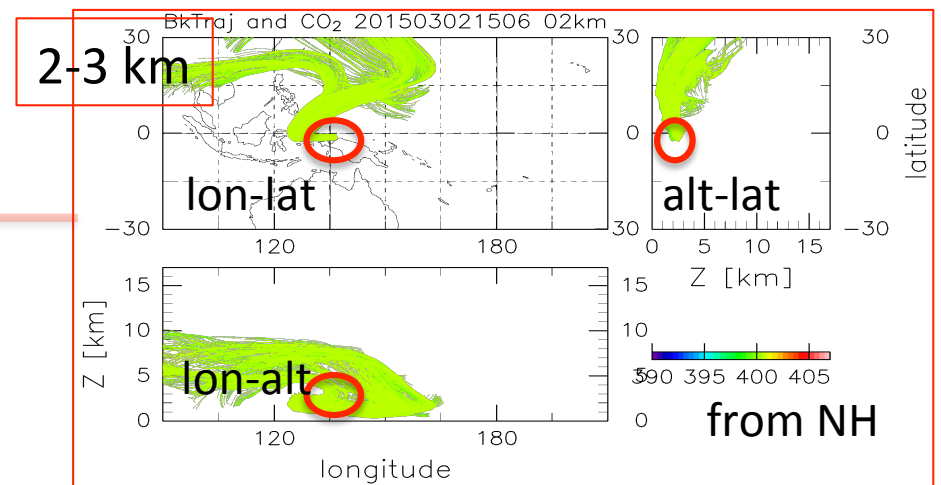 BkTraj and CO₂ 201503021506 02km
2-3 km
30
0
−30
lon-lat
120 180
30
0
−30
alt-lat
0 5 10 15
Z [km]
30
0
−30
latitude
15
10
5
0
Z [km]
lon-alt
120 180
longitude
15
10
5
0
390 395 400 405
from NH